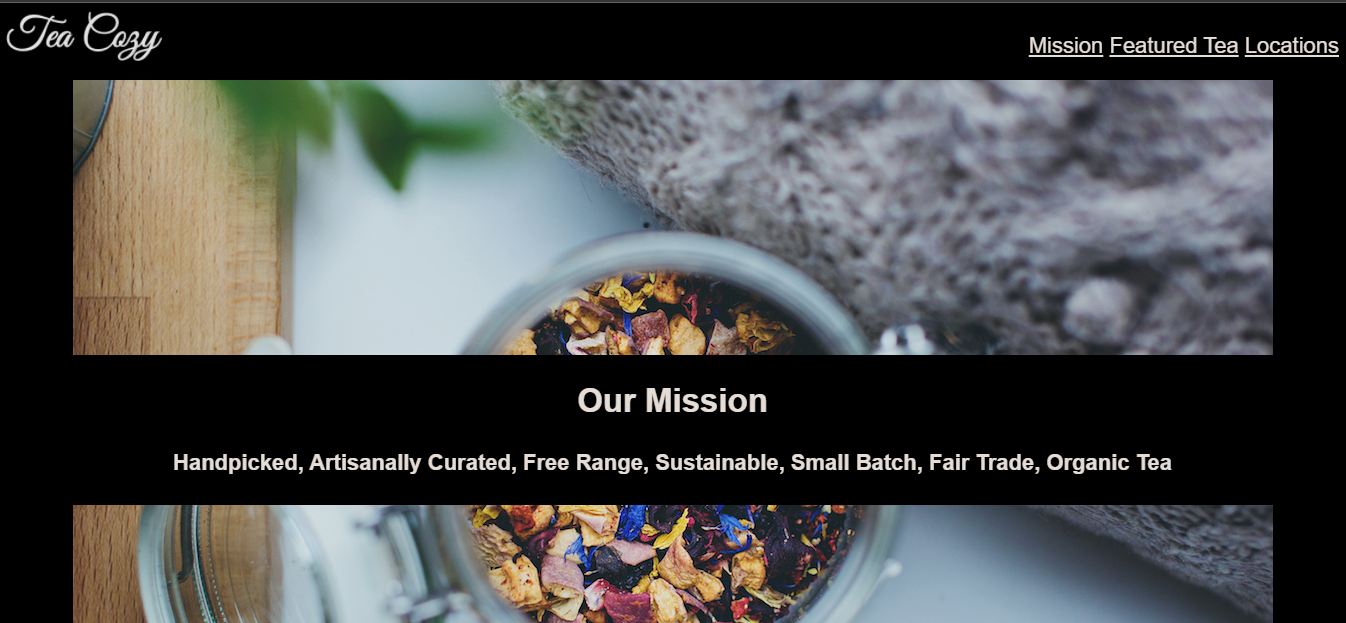 Tea Cozy
Mission Featured Tea Locations
Our Mission
Handpicked, Artisanally Curated, Free Range, Sustainable, Small Batch, Fair Trade, Organic Tea